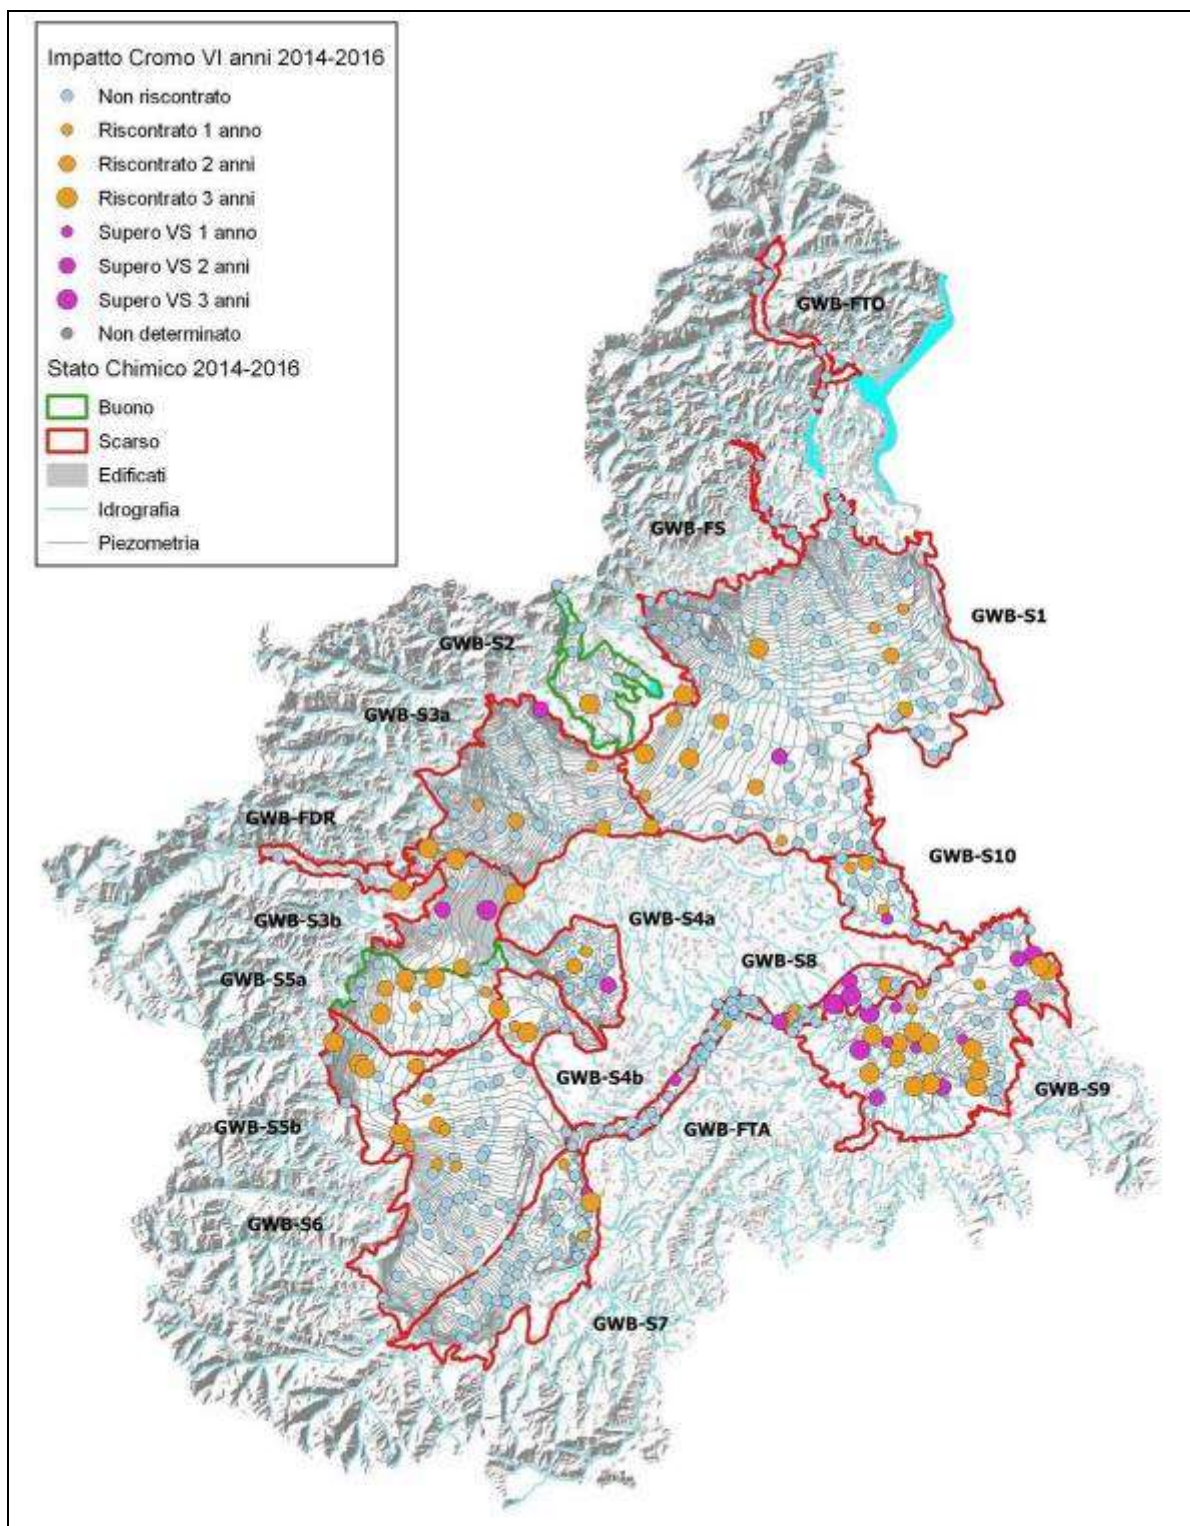 Impatto Cromo VI anni 2014-2016
Non riscontrato
Riscontrato 1 anno
Riscontrato 2 anni
Riscontrato 3 anni
Supero VS 1 anno
Supero VS 2 anni
Supero VS 3 anni
Non determinato
Stato Chimico 2014-2016
Buono
Scarso
Edificati
Idrografia
Piezometria
GWB-FTO
GWB-FS
GWB-S1
GWB-S2
GWB-S3a
GWB-FDR
GWB-S10
GWB-S3b
GWB-S4a
GWB-S8
GWB-S5a
GWB-S4b
GWB-S9
GWB-S5b
GWB-FTA
GWB-S6
GWB-S7